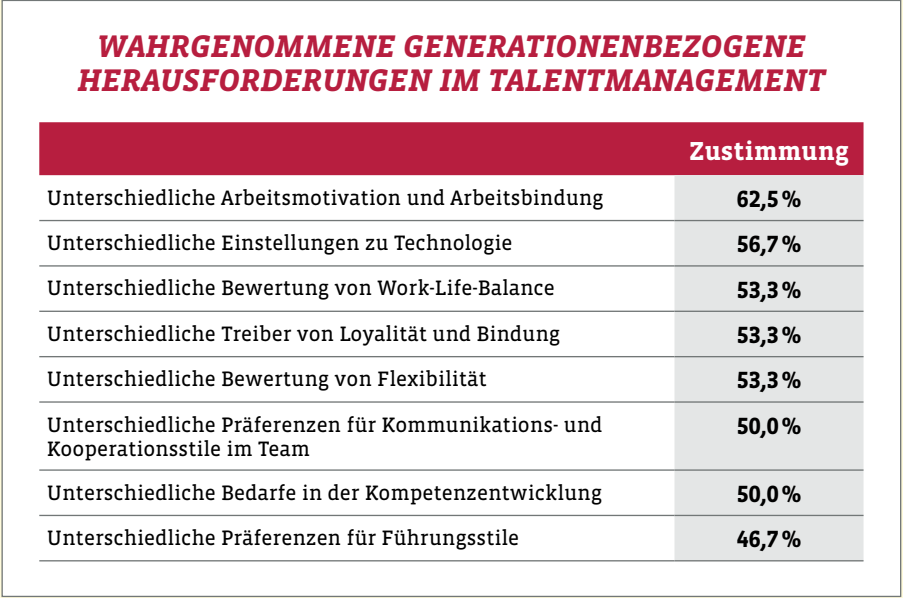 WAHRGENOMMENE GENERATIONENBEZOGENE
HERAUSFORDERUNGEN IM TALENTMANAGEMENT
Zustimmung
Unterschiedliche Arbeitsmotivation und Arbeitsbindung 62,5 %
Unterschiedliche Einstellungen zu Technologie 56,7 %
Unterschiedliche Bewertung von Work-Life-Balance 53,3 %
Unterschiedliche Treiber von Loyalität und Bindung 53,3 %
Unterschiedliche Bewertung von Flexibilität 53,3 %
Unterschiedliche Präferenzen für Kommunikations- und 50,0 %
Kooperationsstile im Team
Unterschiedliche Bedarfe in der Kompetenzentwicklung 50,0 %
Unterschiedliche Präferenzen für Führungsstile 46,7 %